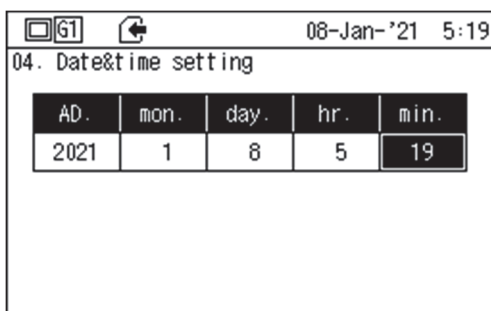 G1 08-Jan-'21 5:19
04. Date&time setting
AD. mon. day. hr. min.
2021 1 8 5 19